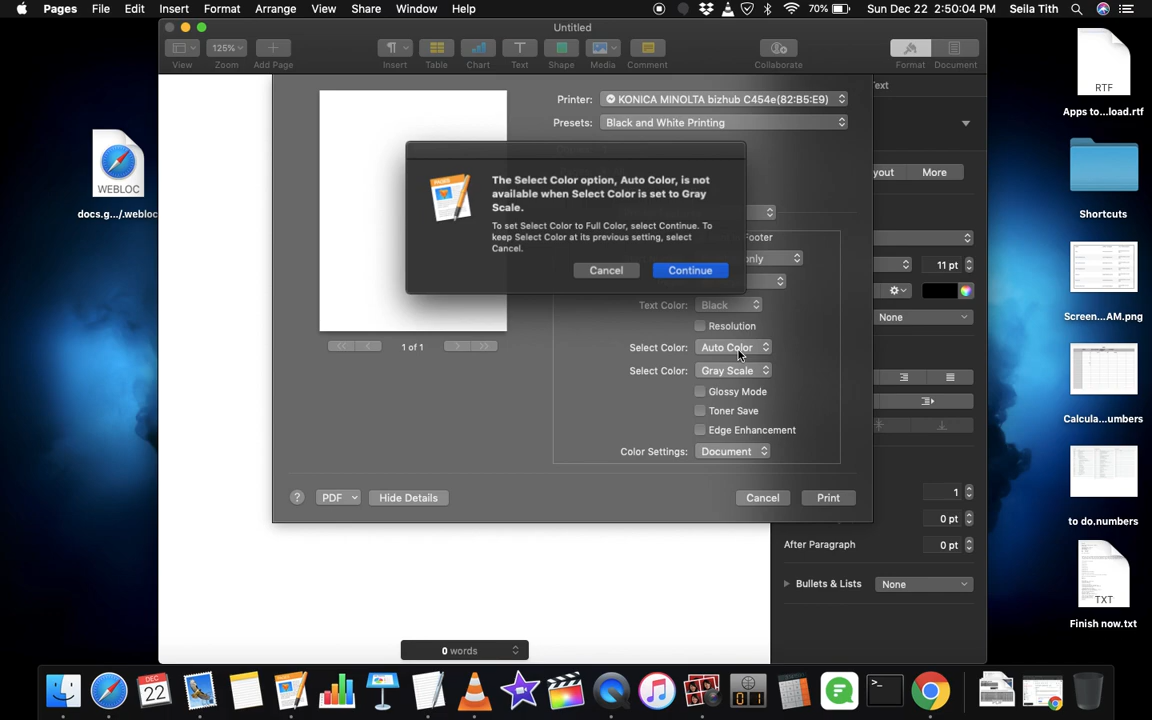 Pages File Edit Insert Format Arrange View Share Window Help 70% Sun Dec 22 2:50:04 PM Seila Tith
Untitled
125%
View Zoom Add Page Insert Table Chart Text Shape Media Comment Collaborate Format Document
Printer: KONICA MINOLTA bizhub C454e(82:B5:E9)
Presets: Black and White Printing
The Select Color option, Auto Color, is not
available when Select Color is set to Gray
Scale.
To set Select Color to Full Color, select Continue. To
keep Select Color at its previous setting, select
Cancel.
Cancel Continue
Footer
only
Text Color: Black
Resolution
Select Color: Auto Color
Select Color: Gray Scale
Glossy Mode
Toner Save
Edge Enhancement
Color Settings: Document
1 of 1
? PDF Hide Details Cancel Print
ext
yout More
11 pt
None
1
0 pt
After Paragraph 0 pt
Bullets & Lists None
0 words
WEBLOC
docs.g.../.webloc
RTF
Apps to...load.rtf
Shortcuts
Screen...AM.png
Calcula...umbers
to do.numbers
TXT
Finish now.txt
DEC
22